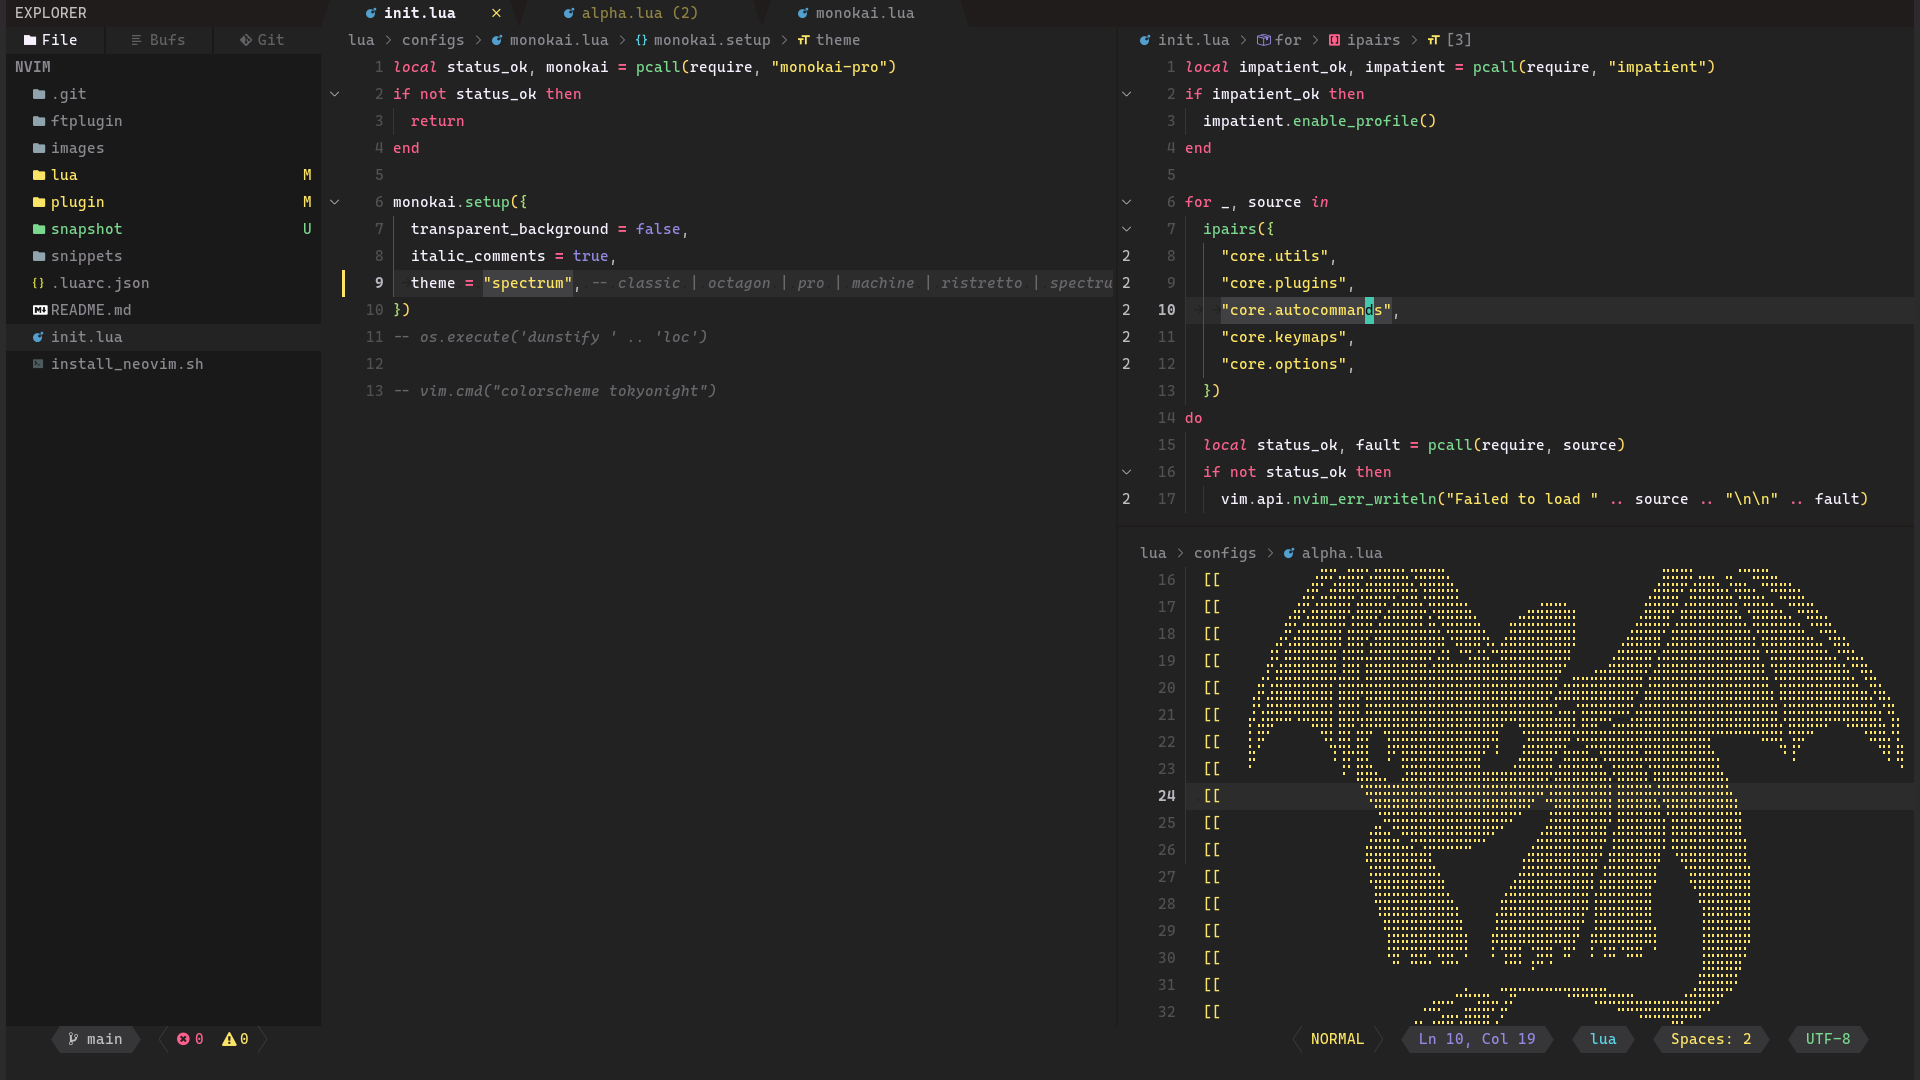 EXPLORER
File Bufs Git
NVIM
.git
ftplugin
images
lua M
plugin M
snapshot U
snippets
.luarc.json
README.md
init.lua
install_neovim.sh
init.lua × alpha.lua (2) monokai.lua
lua > configs > monokai.lua > {} monokai.setup > theme
1 local status_ok, monokai = pcall(require, "monokai-pro")
2 if not status_ok then
3 return
4 end
5
6 monokai.setup({
7 transparent_background = false,
8 italic_comments = true,
9 theme = "spectrum", -- classic | octagon | pro | machine | ristretto | spectru
10 })
11 -- os.execute('dunstify ' .. 'loc')
12
13 -- vim.cmd("colorscheme tokyonight")
init.lua > for > ipairs > [3]
1 local impatient_ok, impatient = pcall(require, "impatient")
2 if impatient_ok then
3 impatient.enable_profile()
4 end
5
6 for _, source in
7 ipairs({
2 8 "core.utils",
2 9 "core.plugins",
2 10 "core.autocommands",
2 11 "core.keymaps",
2 12 "core.options",
13 })
14 do
15 local status_ok, fault = pcall(require, source)
16 if not status_ok then
2 17 vim.api.nvim_err_writeln("Failed to load " .. source .. "\n\n" .. fault)
lua > configs > alpha.lua
16 [[
17 [[
18 [[
19 [[
20 [[
21 [[
22 [[
23 [[
24 [[
25 [[
26 [[
27 [[
28 [[
29 [[
30 [[
31 [[
32 [[
main 0 0 NORMAL Ln 10, Col 19 lua Spaces: 2 UTF-8